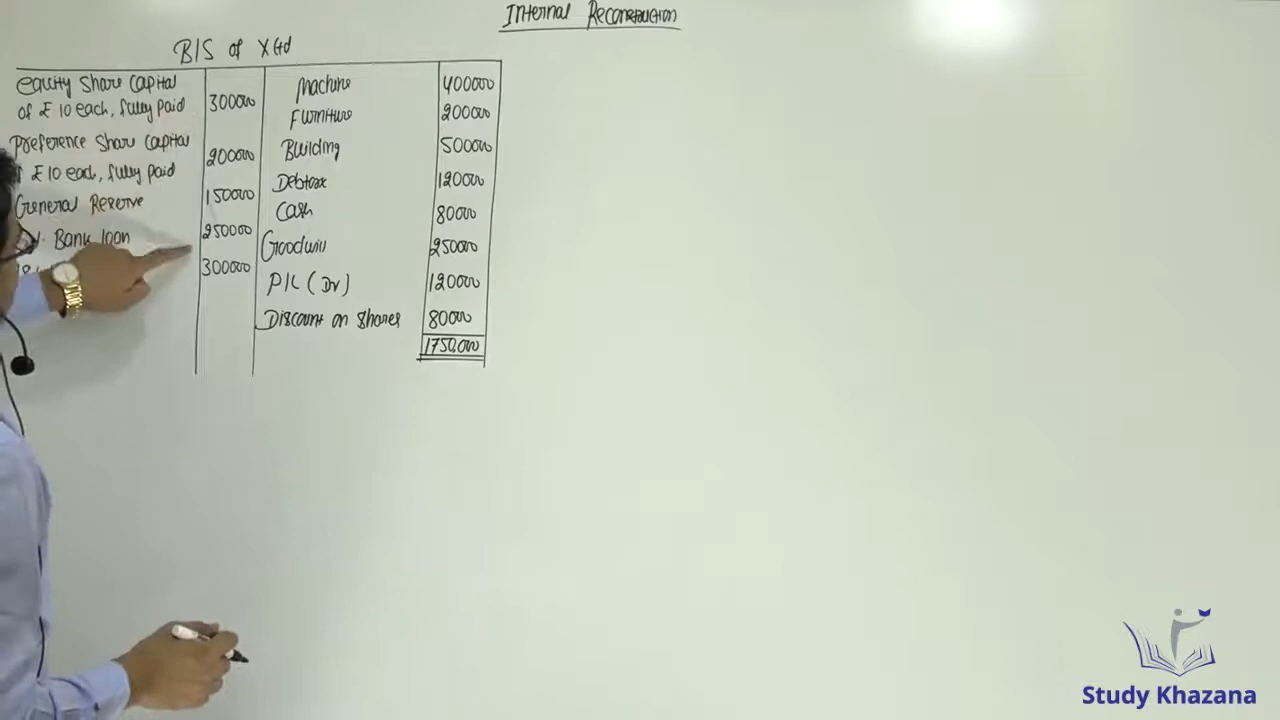 Internal Reconstruction
B/S of X Ltd
equity share capital
of £ 10 each, fully paid 300000
Preference share capital
£ 10 each, fully paid 200000
General Reserve 150000
Bank loan 250000
300000
Machine 400000
Furniture 200000
Building 500000
Debtors 120000
Cash 80000
Goodwill 250000
P/L (Dr) 120000
Discount on shares 80000
1750,000
Study Khazana